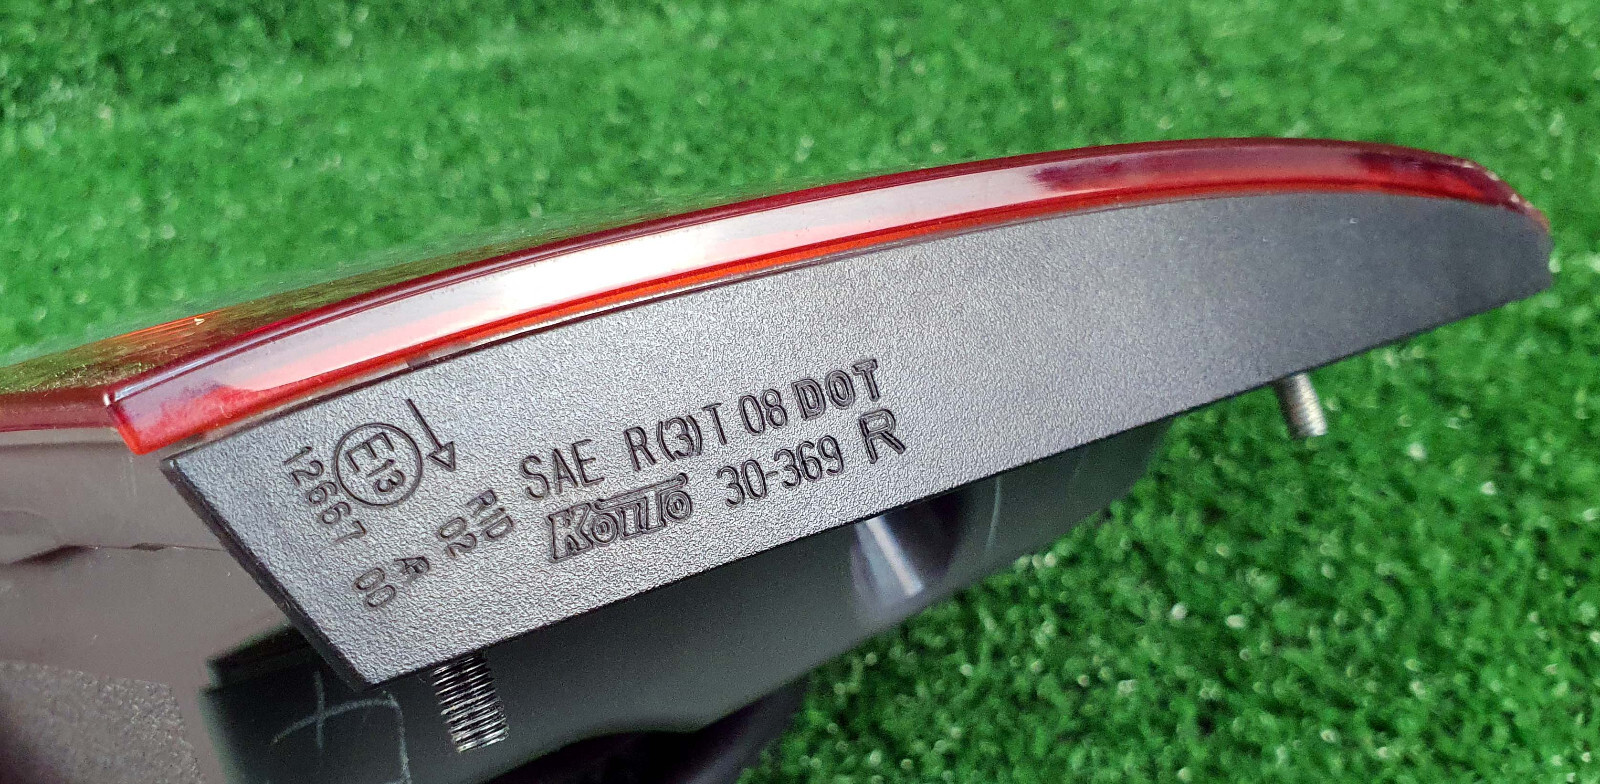 SAE R(3)T 08 DOT
KOITO 30-369 R
E13
12667
RID
02 A
00